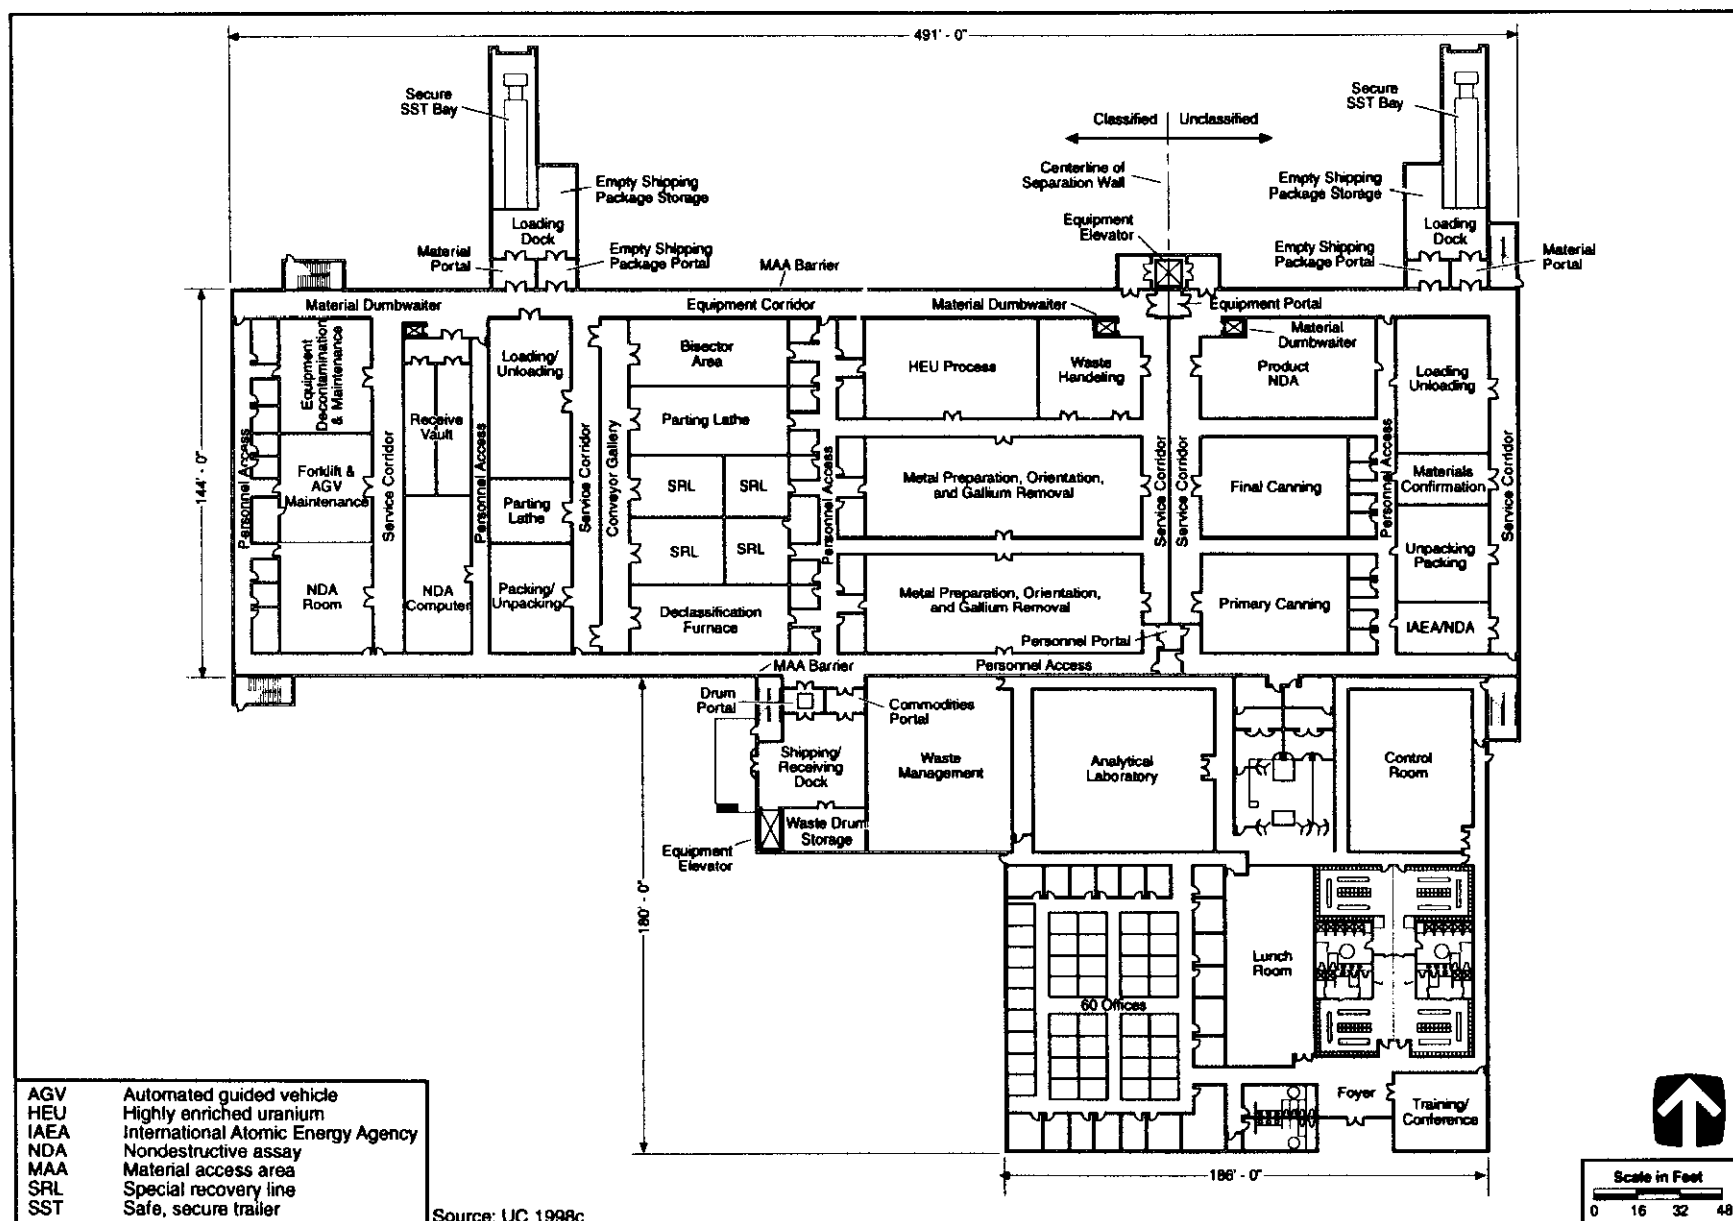 491' - 0"
Secure
SST Bay
Secure
SST Bay
Classified
Unclassified
Centerline of
Separation Wall
Empty Shipping
Package Storage
Empty Shipping
Package Storage
Loading
Dock
Equipment
Elevator
Loading
Dock
Material
Portal
Empty Shipping
Package Portal
MAA Barrier
Empty Shipping
Package Portal
Material
Portal
Material Dumbwaiter
Equipment Corridor
Material Dumbwaiter
Equipment Portal
Material
Dumbwaiter
144' - 0"
Personnel Access
Equipment
Decontamination
& Maintenance
Forklift &
AGV
Maintenance
NDA
Room
Service Corridor
Receive
Vault
NDA
Computer
Personnel Access
Loading/
Unloading
Parting
Lathe
Packing/
Unpacking
Service Corridor
Conveyor Gallery
Bisector
Area
Parting Lathe
SRL
SRL
SRL
SRL
Declassification
Furnace
Personnel Access
HEU Process
Waste
Handeling
Metal Preparation, Orientation,
and Gallium Removal
Metal Preparation, Orientation,
and Gallium Removal
Service Corridor
Service Corridor
Product
NDA
Final Canning
Primary Canning
Personnel Access
Loading
Unloading
Materials
Confirmation
Unpacking
Packing
IAEA/NDA
Service Corridor
Personnel Portal
MAA Barrier
Personnel Access
Drum
Portal
Commodities
Portal
Shipping/
Receiving
Dock
Waste
Management
Analytical
Laboratory
Control
Room
Waste Drum
Storage
Equipment
Elevator
180' - 0"
Lunch
Room
60 Offices
Foyer
Training/
Conference
186' - 0"
AGV Automated guided vehicle
HEU Highly enriched uranium
IAEA International Atomic Energy Agency
NDA Nondestructive assay
MAA Material access area
SRL Special recovery line
SST Safe, secure trailer
Source: UC 1998c
Scale in Feet
0 16 32 48